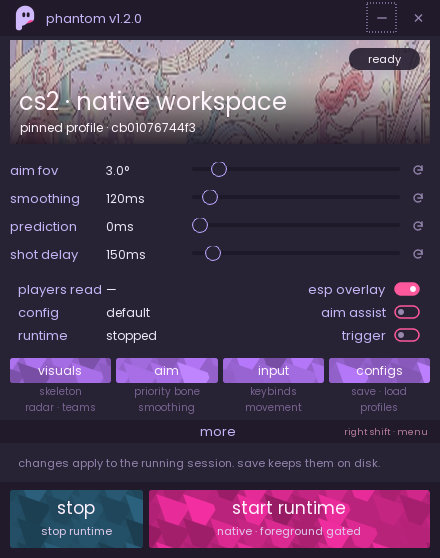 phantom v1.2.0
ready
cs2 · native workspace
pinned profile · cb01076744f3
aim fov 3.0°
smoothing 120ms
prediction 0ms
shot delay 150ms
players read — esp overlay
config default aim assist
runtime stopped trigger
visuals aim input configs
skeleton priority bone keybinds save · load
radar · teams smoothing movement profiles
more right shift · menu
changes apply to the running session. save keeps them on disk.
stop start runtime
stop runtime native · foreground gated